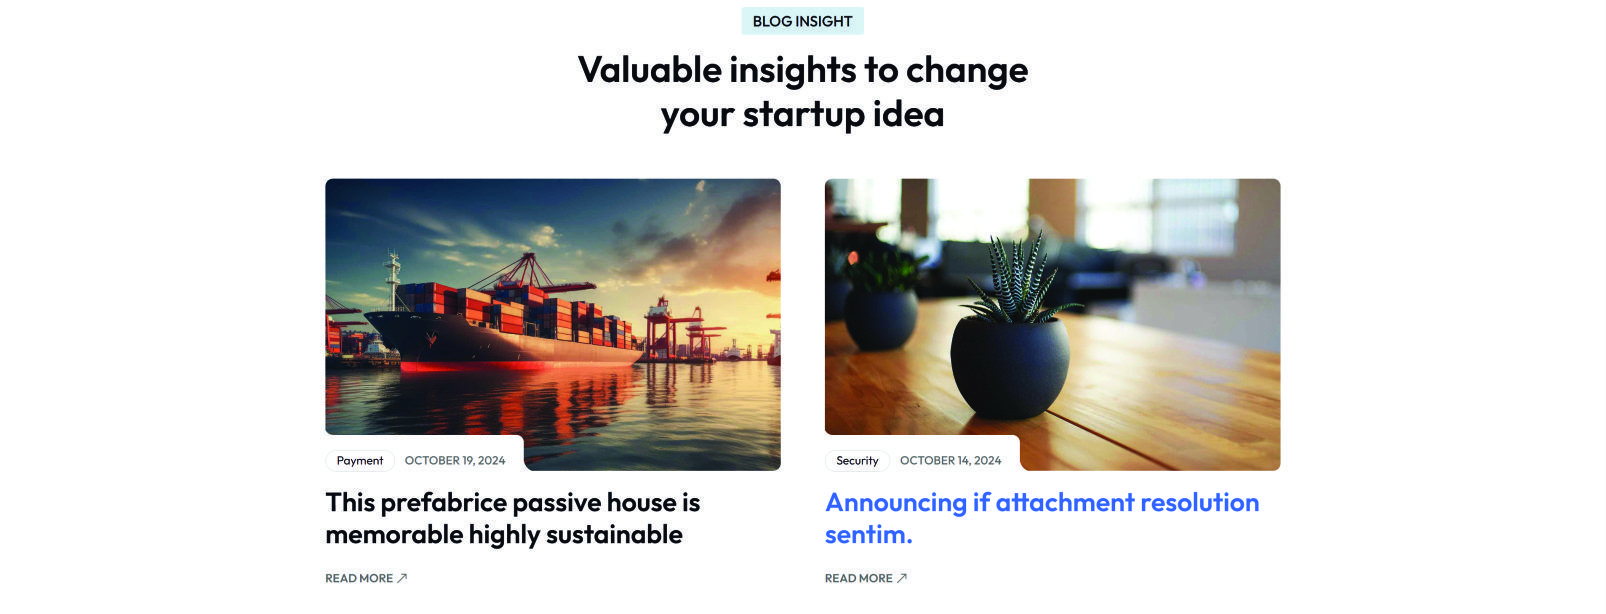 BLOG INSIGHT
Valuable insights to change
your startup idea
Payment OCTOBER 19, 2024
This prefabrice passive house is
memorable highly sustainable
READ MORE
Security OCTOBER 14, 2024
Announcing if attachment resolution
sentim.
READ MORE